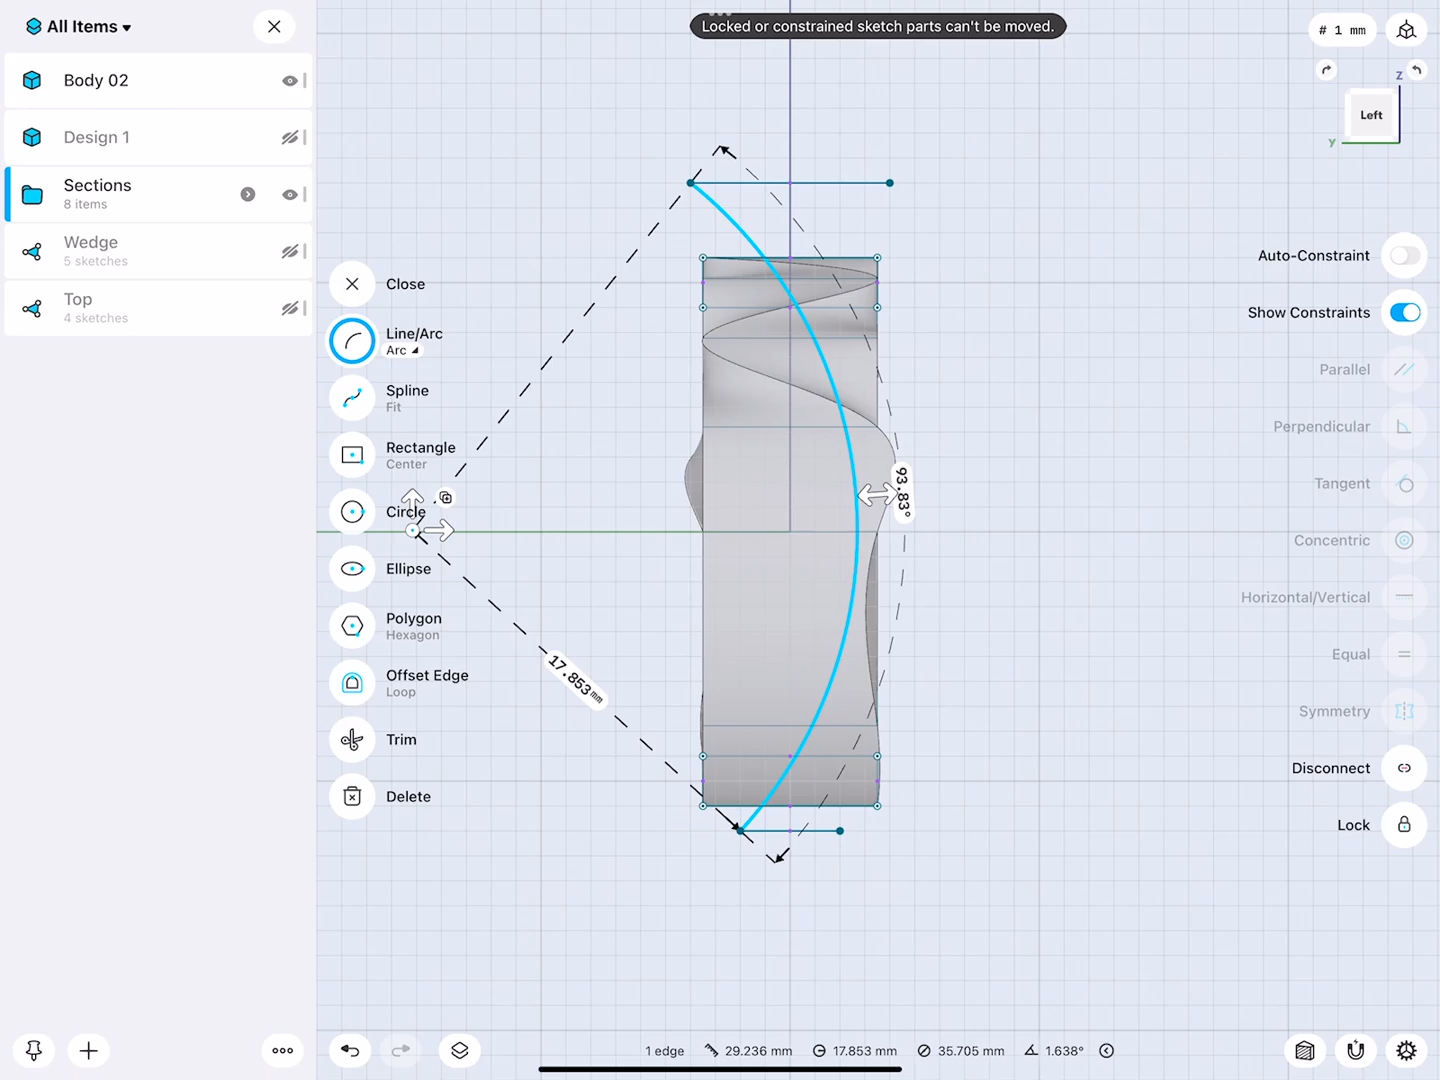 All Items
Body 02
Design 1
Sections
8 items
Wedge
5 sketches
Top
4 sketches
Locked or constrained sketch parts can't be moved.
# 1 mm
Z
Left
Y
Close
Line/Arc
Arc
Spline
Fit
Rectangle
Center
Circle
Ellipse
Polygon
Hexagon
Offset Edge
Loop
Trim
Delete
93.83°
17.853 mm
Auto-Constraint
Show Constraints
Parallel
Perpendicular
Tangent
Concentric
Horizontal/Vertical
Equal
Symmetry
Disconnect
Lock
1 edge 29.236 mm 17.853 mm 35.705 mm 1.638°